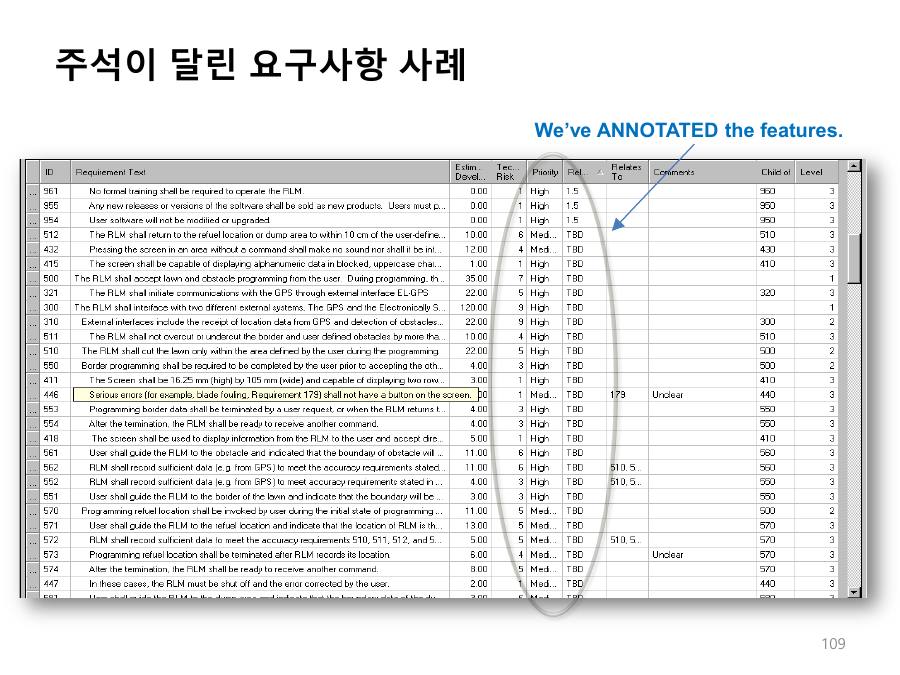 주석이 달린 요구사항 사례
We've ANNOTATED the features.
ID Requirement Text Estim... Devel... Tec... Risk Priority Rel... Relates To Comments Child of Level
... 961 No formal training shall be required to operate the RLM. 0.00 1 High 1.5 960 3
... 955 Any new releases or versions of the software shall be sold as new products. Users must p... 0.00 1 High 1.5 950 3
... 954 User software will not be modified or upgraded. 0.00 1 High 1.5 950 3
... 512 The RLM shall return to the refuel location or dump area to within 10 cm of the user-define... 10.00 6 Medi... TBD 510 3
... 432 Pressing the screen in an area without a command shall make no sound nor shall it be int... 12.00 4 Medi... TBD 430 3
... 415 The screen shall be capable of displaying alphanumeric data in blocked, uppercase char... 1.00 1 High TBD 410 3
... 500 The RLM shall accept lawn and obstacle programming from the user. During programming, th... 35.00 7 High TBD 1
... 321 The RLM shall initiate communications with the GPS through external interface EL-GPS 22.00 5 High TBD 320 3
... 300 The RLM shall interface with two different external systems. The GPS and the Electronically S... 120.00 9 High TBD 1
... 310 External interfaces include the receipt of location data from GPS and detection of obstacles... 22.00 9 High TBD 300 2
... 511 The RLM shall not overcut or undercut the border and user defined obstacles by more tha... 10.00 4 High TBD 510 3
... 510 The RLM shall cut the lawn only within the area defined by the user during the programming 22.00 5 High TBD 500 2
... 550 Border programming shall be required to be completed by the user prior to accepting the oth... 4.00 4 High TBD 500 2
... 411 The Screen shall be 16.25 mm (high) by 105 mm (wide) and capable of displaying two row... 3.00 1 High TBD 410 3
... 446 Serious errors (for example, blade fouling, Requirement 179) shall not have a button on the screen. 00 1 Medi... TBD 179 Unclear 440 3
... 553 Programming border data shall be terminated by a user request, or when the RLM returns t... 4.00 3 High TBD 550 3
... 554 After the termination, the RLM shall be ready to receive another command. 4.00 3 High TBD 550 3
... 418 The screen shall be used to display information from the RLM to the user and accept dire... 5.00 1 High TBD 410 3
... 561 User shall guide the RLM to the obstacle and indicated that the boundary of obstacle will ... 11.00 6 High TBD 560 3
... 562 RLM shall record sufficient data (e.g. from GPS) to meet the accuracy requirements stated... 11.00 6 High TBD 510, 5... 560 3
... 552 RLM shall record sufficient data (e.g. from GPS) to meet accuracy requirements stated in ... 4.00 3 High TBD 510, 5... 550 3
... 551 User shall guide the RLM to the border of the lawn and indicate that the boundary will be... 3.00 3 High TBD 550 3
... 570 Programming refuel location shall be invoked by user during the initial state of programming ... 11.00 5 Medi... TBD 500 2
... 571 User shall guide the RLM to the refuel location and indicate that the location of RLM is th... 13.00 5 Medi... TBD 570 3
... 572 RLM shall record sufficient data to meet the accuracy requirements 510, 511, 512, and 5... 5.00 5 Medi... TBD 510, 5... 570 3
... 573 Programming refuel location shall be terminated after RLM records its location. 6.00 4 Medi... TBD Unclear 570 3
... 574 After the termination, the RLM shall be ready to receive another command. 8.00 5 Medi... TBD 570 3
... 447 In these cases, the RLM must be shut off and the error corrected by the user. 2.00 1 Medi... TBD 440 3
109